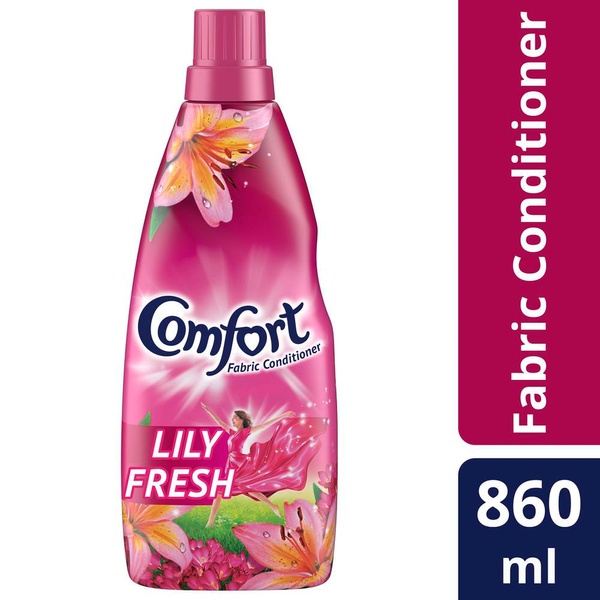 Comfort
Fabric Conditioner
LILY
FRESH
Fabric Conditioner
860
ml